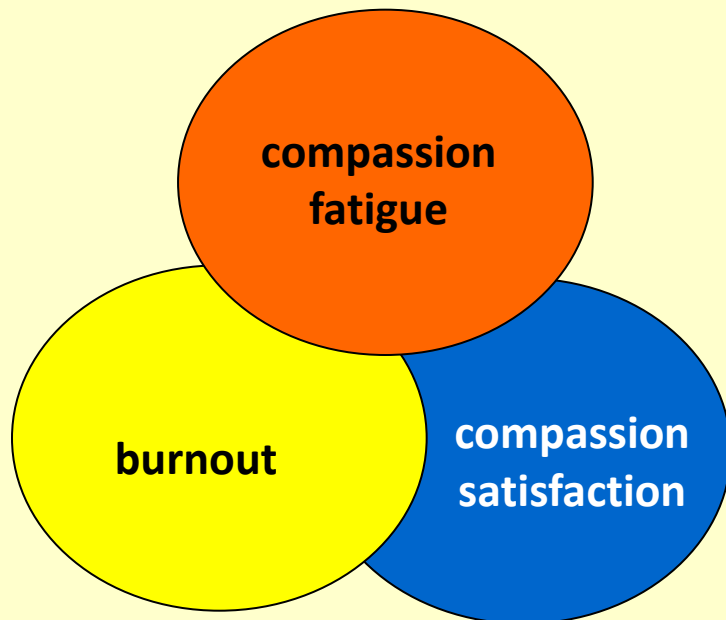 compassion
fatigue
burnout
compassion
satisfaction